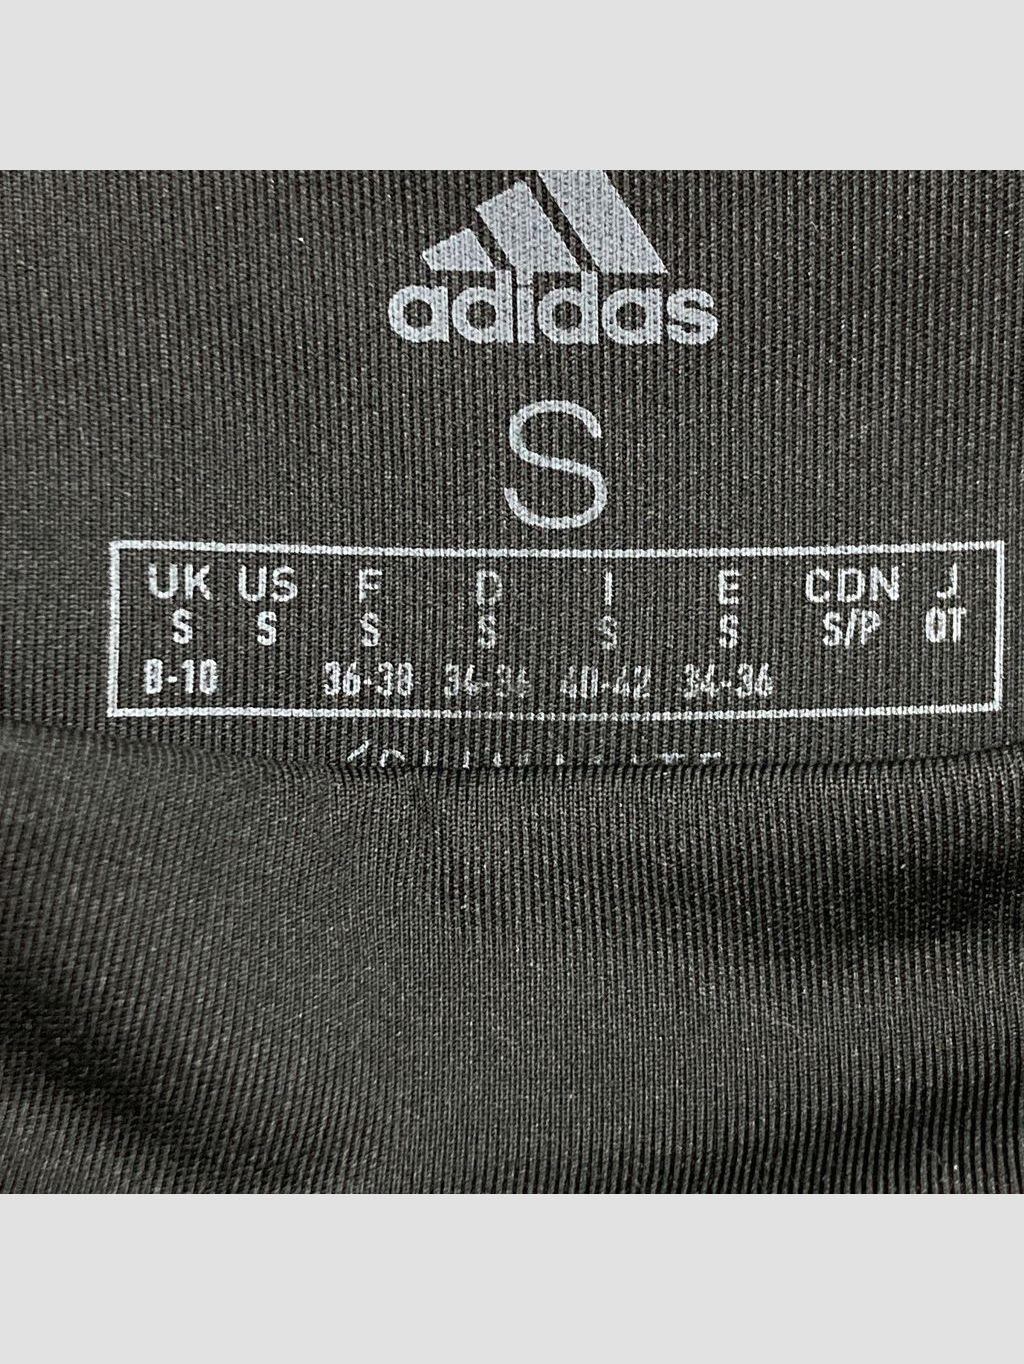 adidas
S
UK US F D I E CDN J
S S S S S S S/P OT
8-10 36-38 34-36 40-42 34-36